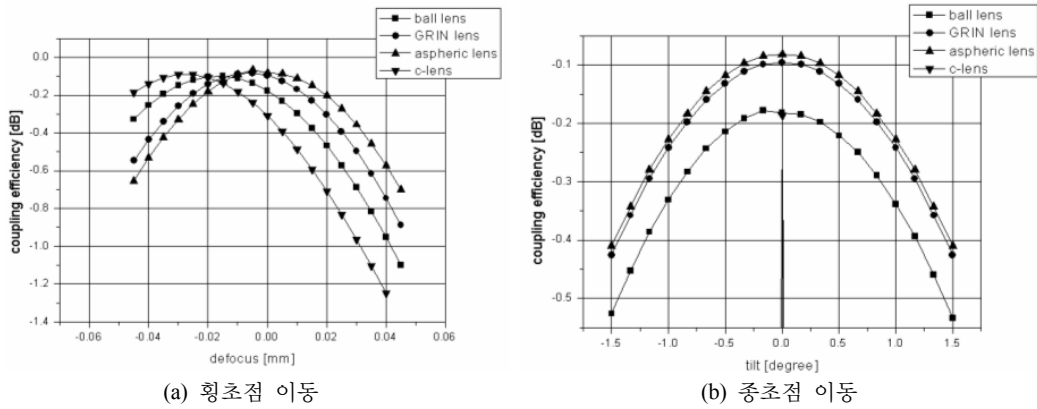 ball lens
GRIN lens
aspheric lens
c-lens
0.0
-0.2
-0.4
-0.6
-0.8
-1.0
-1.2
-1.4
coupling efficiency [dB]
-0.06
-0.04
-0.02
0.00
0.02
0.04
0.06
defocus [mm]
(a) 횡초점 이동
ball lens
GRIN lens
aspheric lens
c-lens
-0.1
-0.2
-0.3
-0.4
-0.5
coupling efficiency [dB]
-1.5
-1.0
-0.5
0.0
0.5
1.0
1.5
tilt [degree]
(b) 종초점 이동